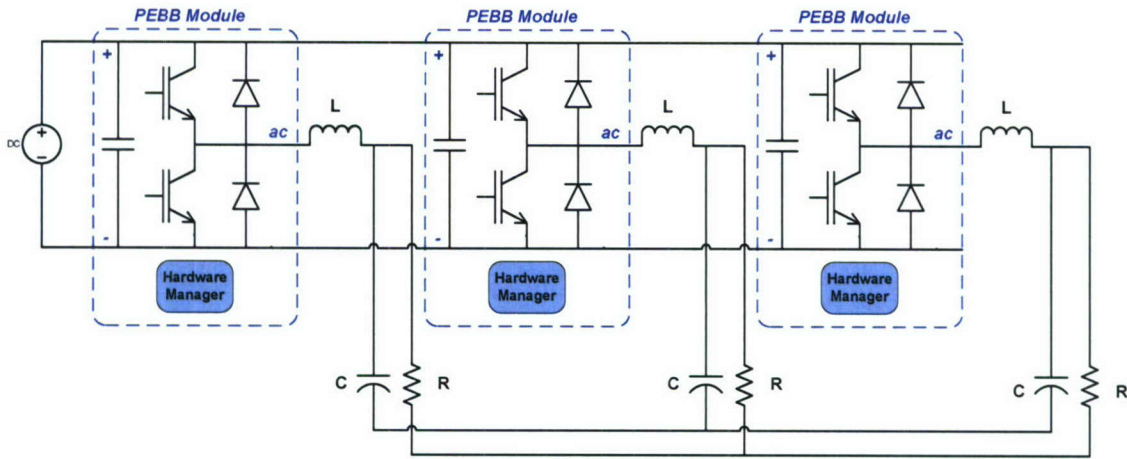 PEBB Module
PEBB Module
PEBB Module
+
+
+
L
L
L
ac
ac
ac
DC
+
−
-
-
-
Hardware
Manager
Hardware
Manager
Hardware
Manager
C
R
C
R
C
R